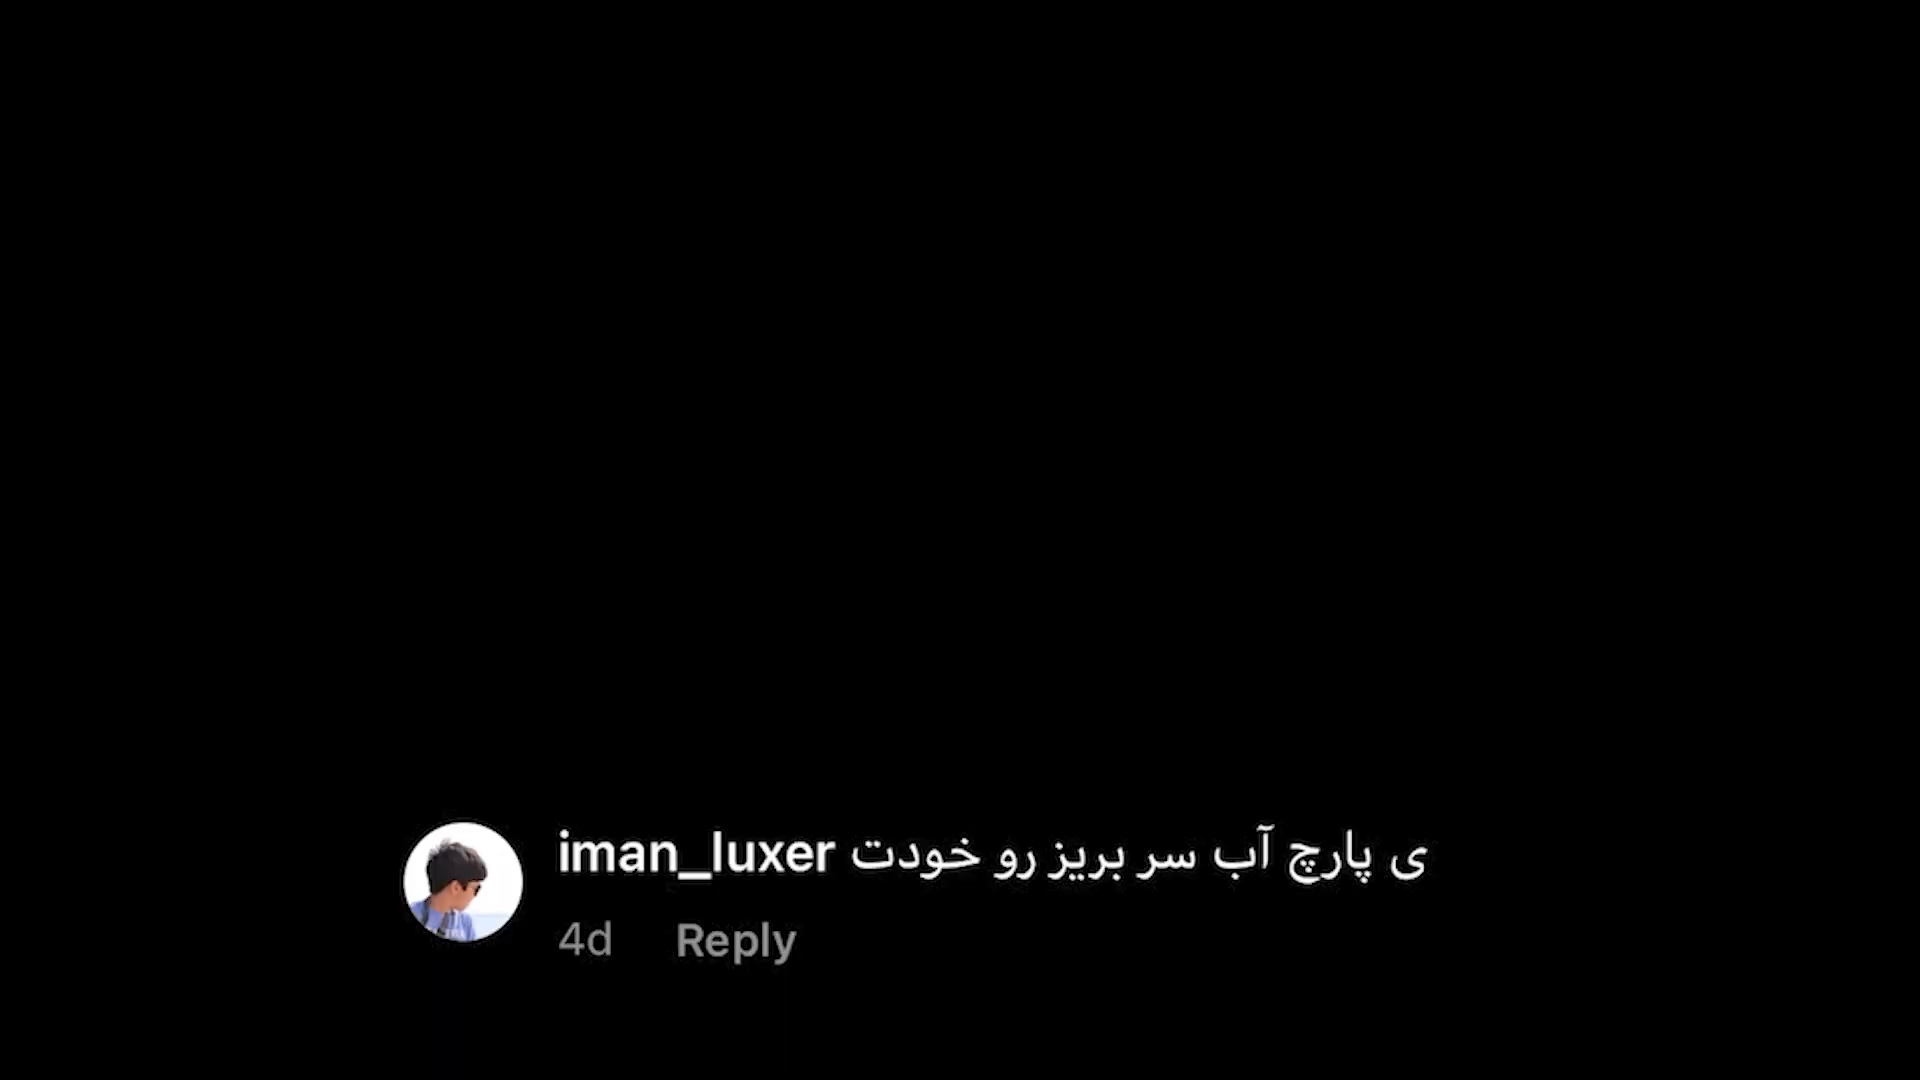 iman_luxer ی پارچ آب سر بریز رو خودت
4d Reply